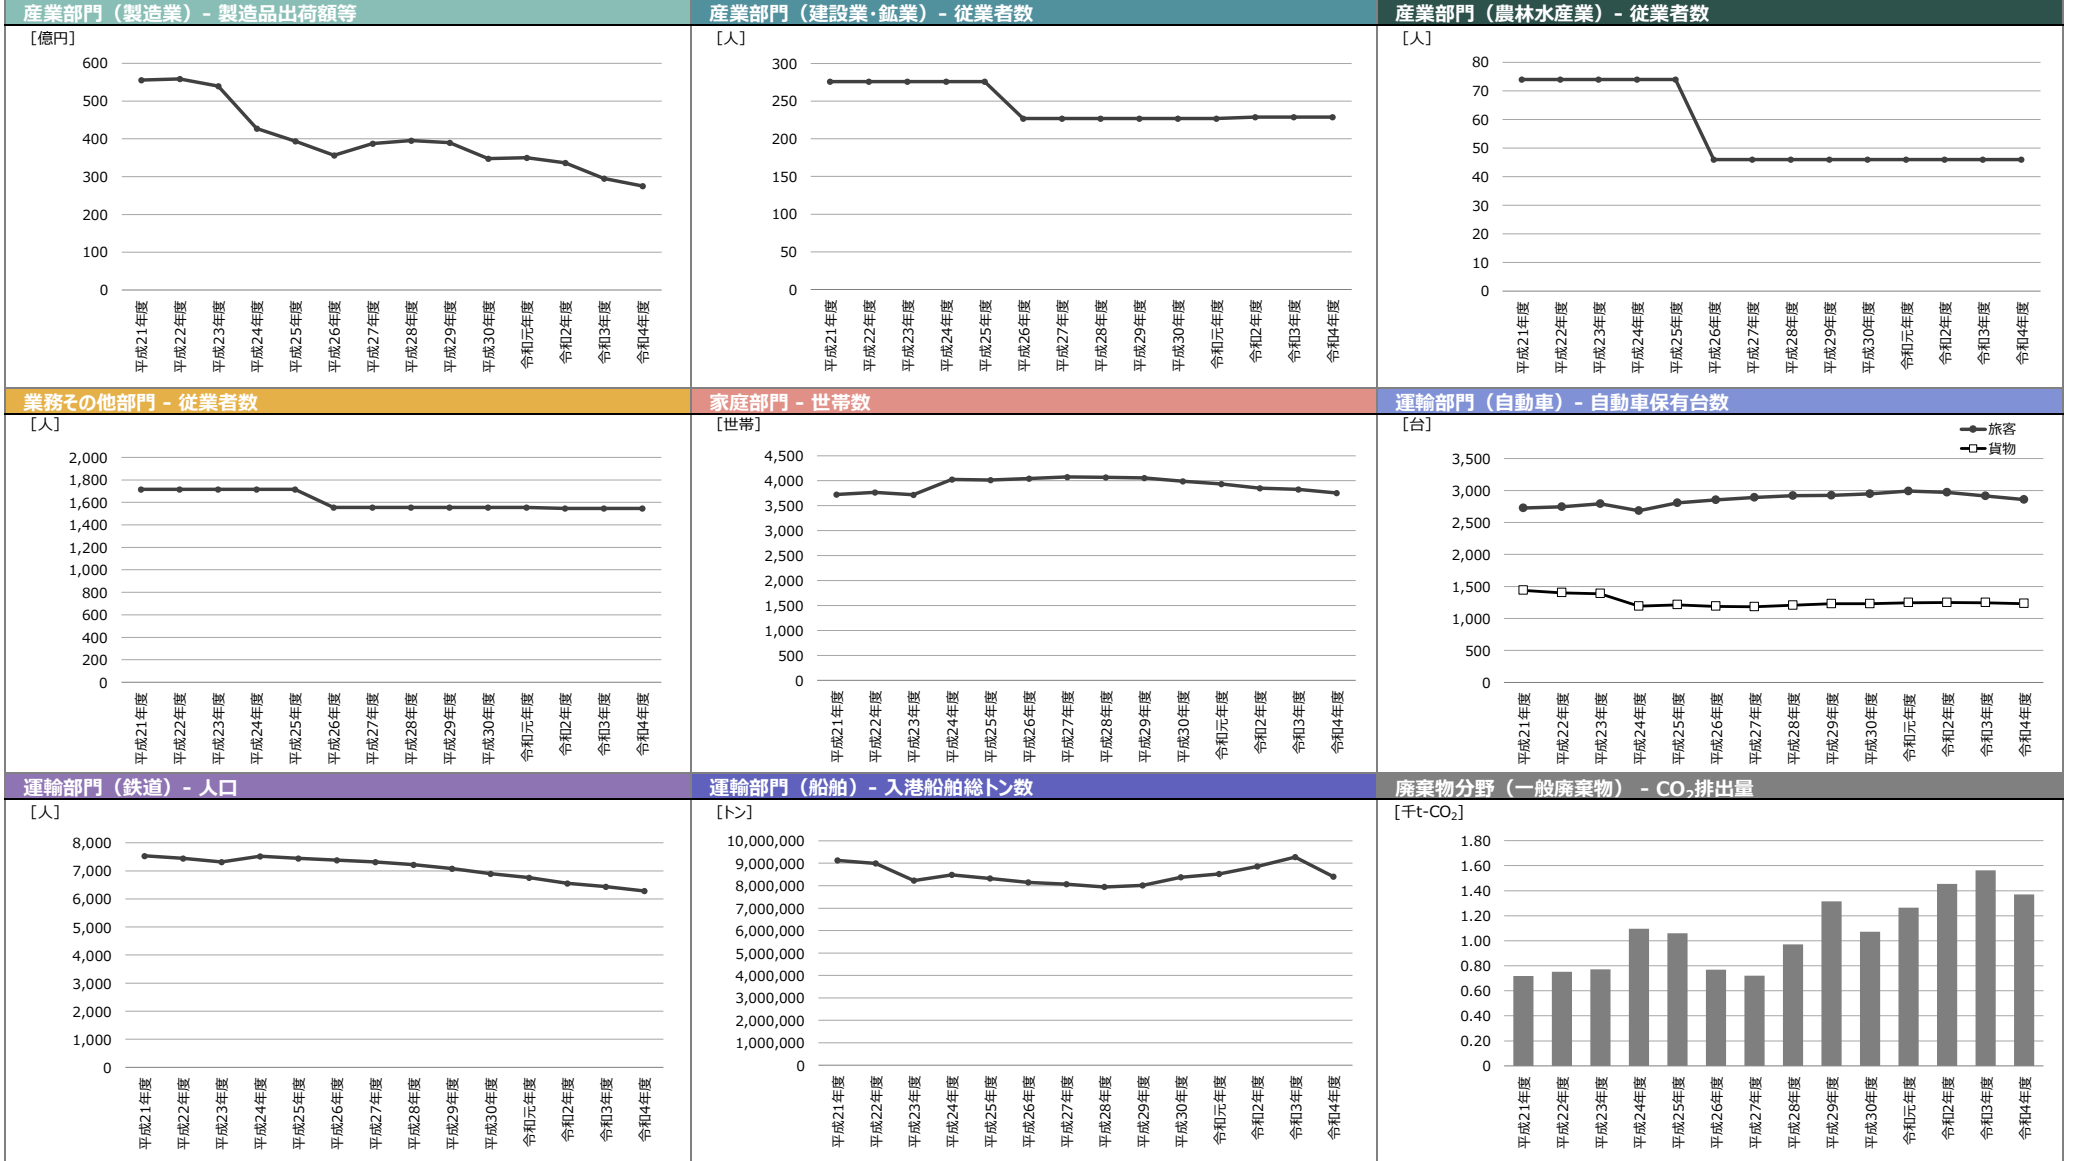 産業部門（製造業）- 製造品出荷額等
[億円]
600
500
400
300
200
100
0
平成21年度 平成22年度 平成23年度 平成24年度 平成25年度 平成26年度 平成27年度 平成28年度 平成29年度 平成30年度 令和元年度 令和2年度 令和3年度 令和4年度
産業部門（建設業･鉱業）- 従業者数
[人]
300
250
200
150
100
50
0
平成21年度 平成22年度 平成23年度 平成24年度 平成25年度 平成26年度 平成27年度 平成28年度 平成29年度 平成30年度 令和元年度 令和2年度 令和3年度 令和4年度
産業部門（農林水産業）- 従業者数
[人]
80
70
60
50
40
30
20
10
0
平成21年度 平成22年度 平成23年度 平成24年度 平成25年度 平成26年度 平成27年度 平成28年度 平成29年度 平成30年度 令和元年度 令和2年度 令和3年度 令和4年度
業務その他部門 - 従業者数
[人]
2,000
1,800
1,600
1,400
1,200
1,000
800
600
400
200
0
平成21年度 平成22年度 平成23年度 平成24年度 平成25年度 平成26年度 平成27年度 平成28年度 平成29年度 平成30年度 令和元年度 令和2年度 令和3年度 令和4年度
家庭部門 - 世帯数
[世帯]
4,500
4,000
3,500
3,000
2,500
2,000
1,500
1,000
500
0
平成21年度 平成22年度 平成23年度 平成24年度 平成25年度 平成26年度 平成27年度 平成28年度 平成29年度 平成30年度 令和元年度 令和2年度 令和3年度 令和4年度
運輸部門（自動車）- 自動車保有台数
[台]
旅客
貨物
3,500
3,000
2,500
2,000
1,500
1,000
500
0
平成21年度 平成22年度 平成23年度 平成24年度 平成25年度 平成26年度 平成27年度 平成28年度 平成29年度 平成30年度 令和元年度 令和2年度 令和3年度 令和4年度
運輸部門（鉄道）- 人口
[人]
8,000
7,000
6,000
5,000
4,000
3,000
2,000
1,000
0
平成21年度 平成22年度 平成23年度 平成24年度 平成25年度 平成26年度 平成27年度 平成28年度 平成29年度 平成30年度 令和元年度 令和2年度 令和3年度 令和4年度
運輸部門（船舶）- 入港船舶総トン数
[トン]
10,000,000
9,000,000
8,000,000
7,000,000
6,000,000
5,000,000
4,000,000
3,000,000
2,000,000
1,000,000
0
平成21年度 平成22年度 平成23年度 平成24年度 平成25年度 平成26年度 平成27年度 平成28年度 平成29年度 平成30年度 令和元年度 令和2年度 令和3年度 令和4年度
廃棄物分野（一般廃棄物） - CO₂排出量
[千t-CO₂]
1.80
1.60
1.40
1.20
1.00
0.80
0.60
0.40
0.20
0
平成21年度 平成22年度 平成23年度 平成24年度 平成25年度 平成26年度 平成27年度 平成28年度 平成29年度 平成30年度 令和元年度 令和2年度 令和3年度 令和4年度